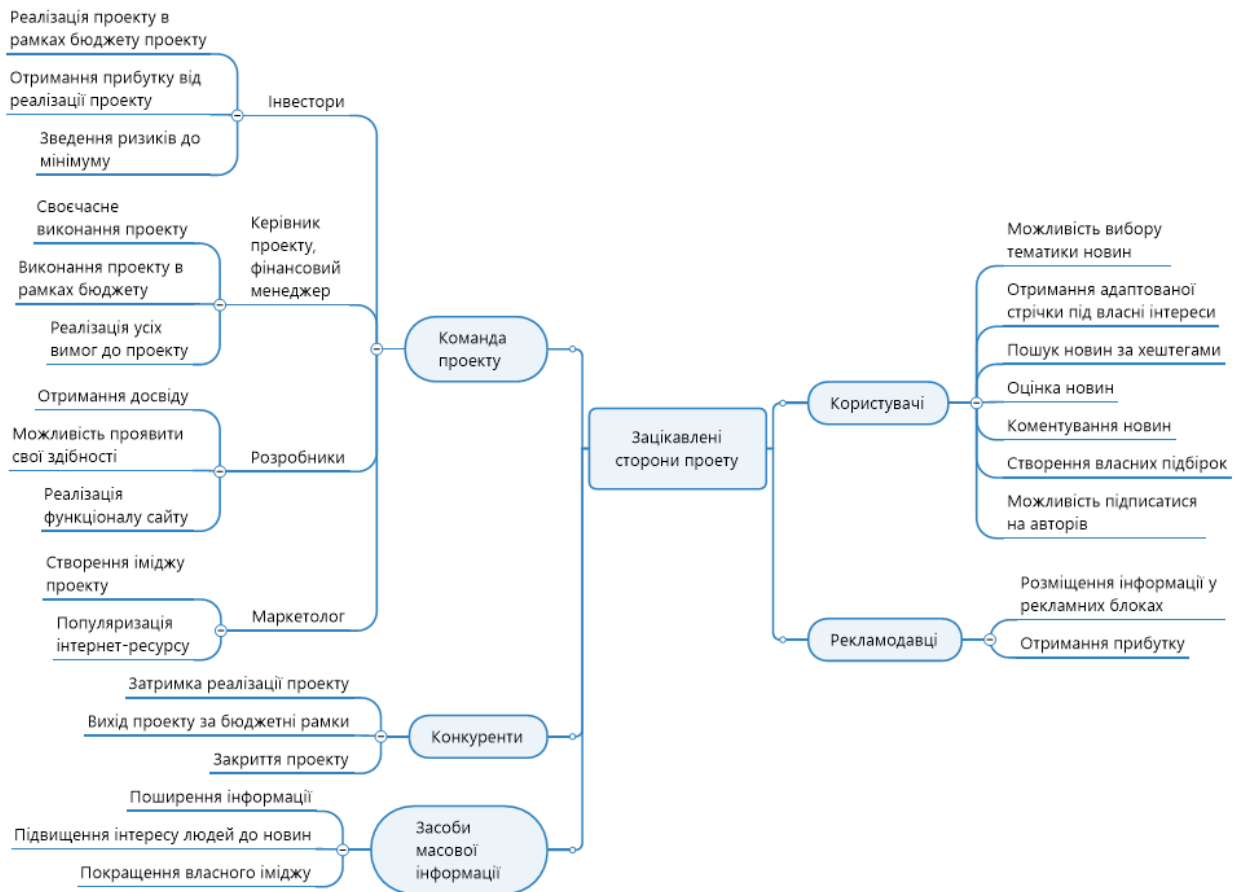 Реалізація проекту в
рамках бюджету проекту
Отримання прибутку від
реалізації проекту
Зведення ризиків до
мінімуму
Інвестори
Своєчасне
виконання проекту
Виконання проекту в
рамках бюджету
Реалізація усіх
вимог до проекту
Керівник
проекту,
фінансовий
менеджер
Отримання досвіду
Можливість проявити
свої здібності
Реалізація
функціоналу сайту
Розробники
Створення іміджу
проекту
Популяризація
інтернет-ресурсу
Маркетолог
Команда
проекту
Затримка реалізації проекту
Вихід проекту за бюджетні рамки
Закриття проекту
Конкуренти
Поширення інформації
Підвищення інтересу людей до новин
Покращення власного іміджу
Засоби
масової
інформації
Зацікавлені
сторони проету
Користувачі
Можливість вибору
тематики новин
Отримання адаптованої
стрічки під власні інтереси
Пошук новин за хештегами
Оцінка новин
Коментування новин
Створення власних підбірок
Можливість підписатися
на авторів
Рекламодавці
Розміщення інформації у
рекламних блоках
Отримання прибутку